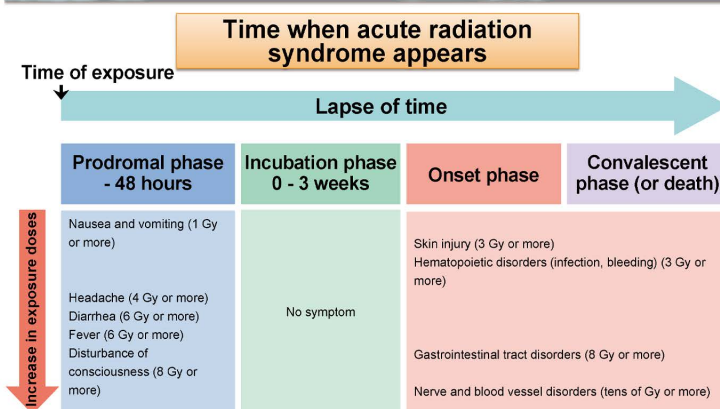 Time when acute radiation
syndrome appears
Time of exposure
Lapse of time
Prodromal phase
- 48 hours
Incubation phase
0 - 3 weeks
Onset phase
Convalescent
phase (or death)
Increase in exposure doses
Nausea and vomiting (1 Gy
or more)
Headache (4 Gy or more)
Diarrhea (6 Gy or more)
Fever (6 Gy or more)
Disturbance of
consciousness (8 Gy or
more)
No symptom
Skin injury (3 Gy or more)
Hematopoietic disorders (infection, bleeding) (3 Gy or
more)
Gastrointestinal tract disorders (8 Gy or more)
Nerve and blood vessel disorders (tens of Gy or more)